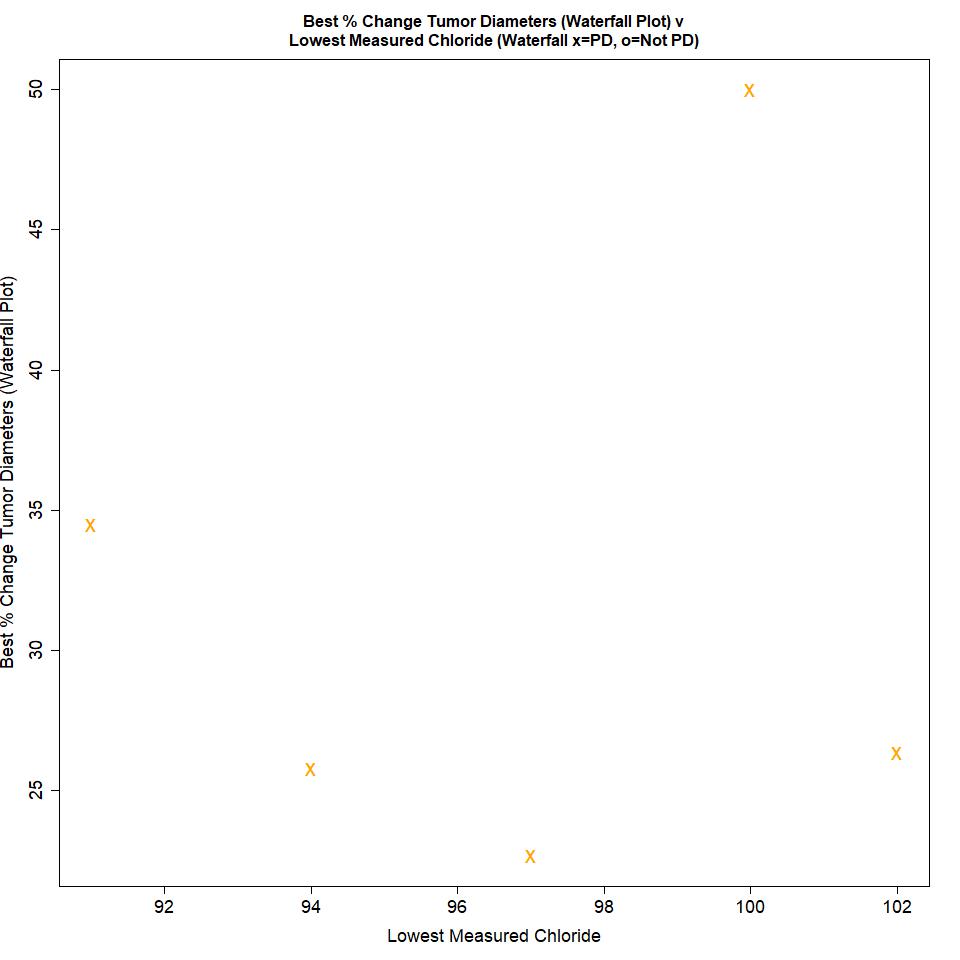 Best % Change Tumor Diameters (Waterfall Plot) v
Lowest Measured Chloride (Waterfall x=PD, o=Not PD)
Best % Change Tumor Diameters (Waterfall Plot)
50
45
40
35
30
25
X
X
X
X
X
92
94
96
98
100
102
Lowest Measured Chloride